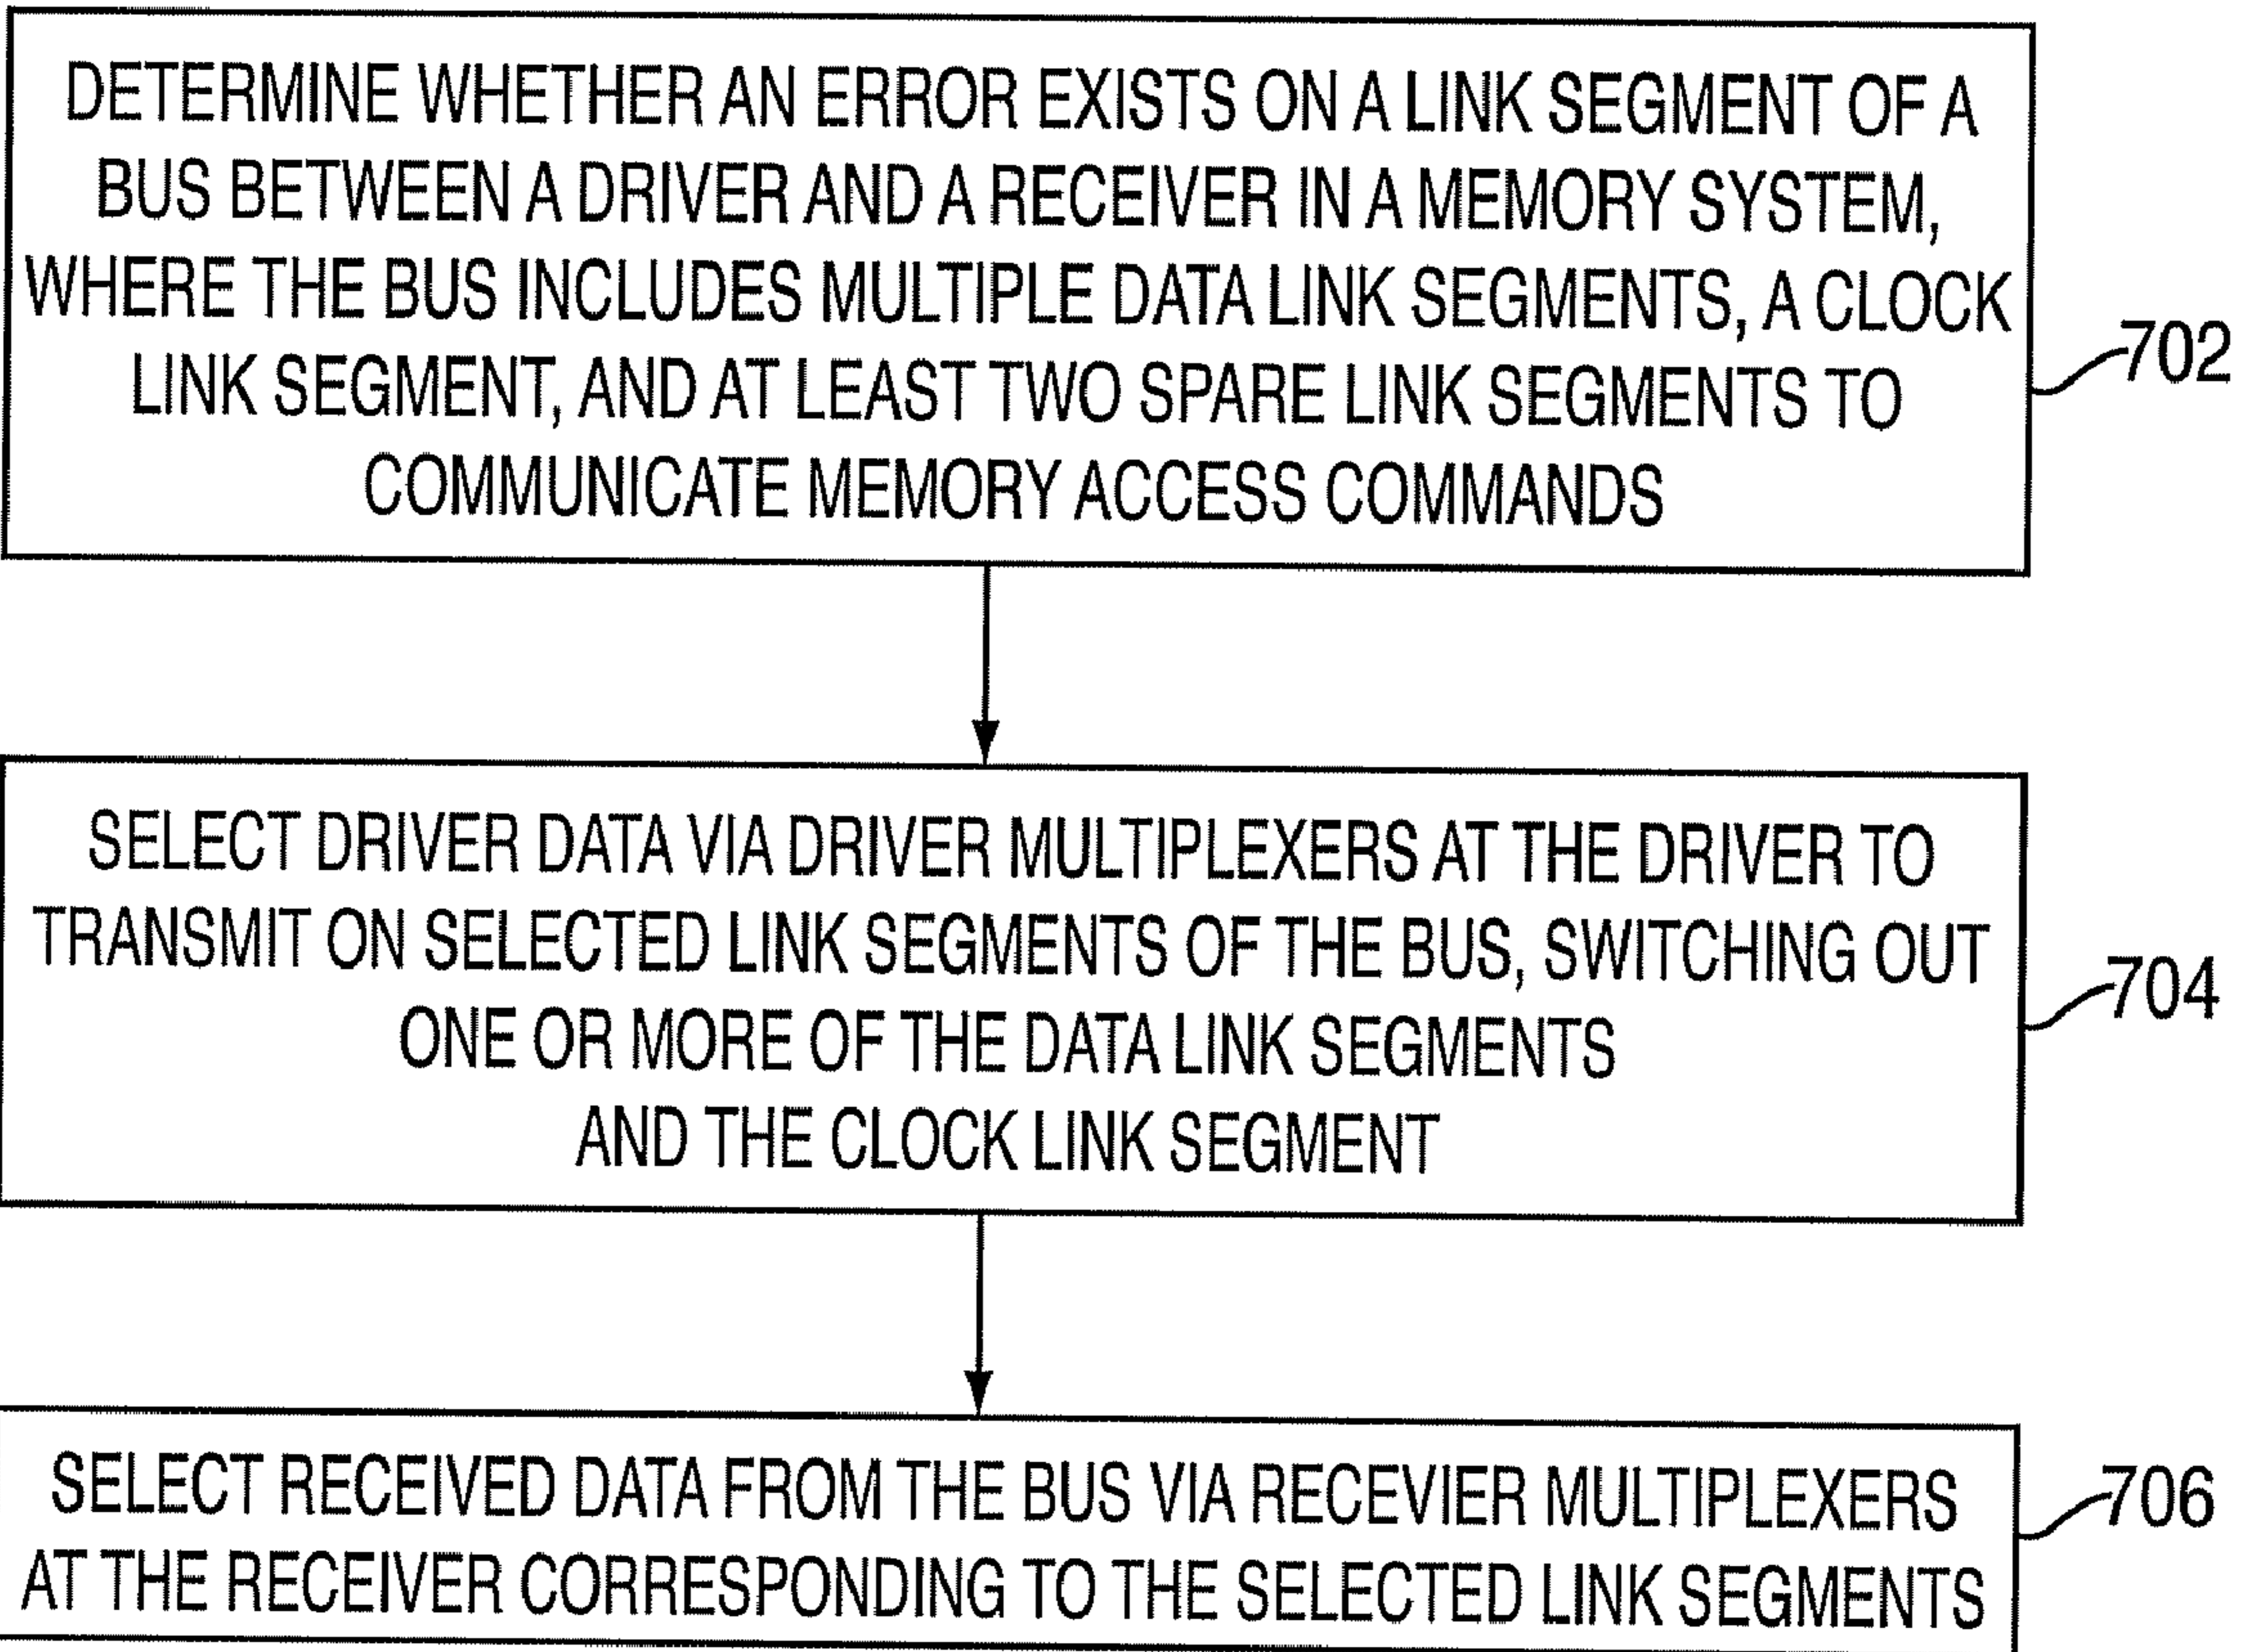 DETERMINE WHETHER AN ERROR EXISTS ON A LINK SEGMENT OF A
BUS BETWEEN A DRIVER AND A RECEIVER IN A MEMORY SYSTEM,
WHERE THE BUS INCLUDES MULTIPLE DATA LINK SEGMENTS, A CLOCK
LINK SEGMENT, AND AT LEAST TWO SPARE LINK SEGMENTS TO
COMMUNICATE MEMORY ACCESS COMMANDS
702
SELECT DRIVER DATA VIA DRIVER MULTIPLEXERS AT THE DRIVER TO
TRANSMIT ON SELECTED LINK SEGMENTS OF THE BUS, SWITCHING OUT
ONE OR MORE OF THE DATA LINK SEGMENTS
AND THE CLOCK LINK SEGMENT
704
SELECT RECEIVED DATA FROM THE BUS VIA RECEVIER MULTIPLEXERS
AT THE RECEIVER CORRESPONDING TO THE SELECTED LINK SEGMENTS
706